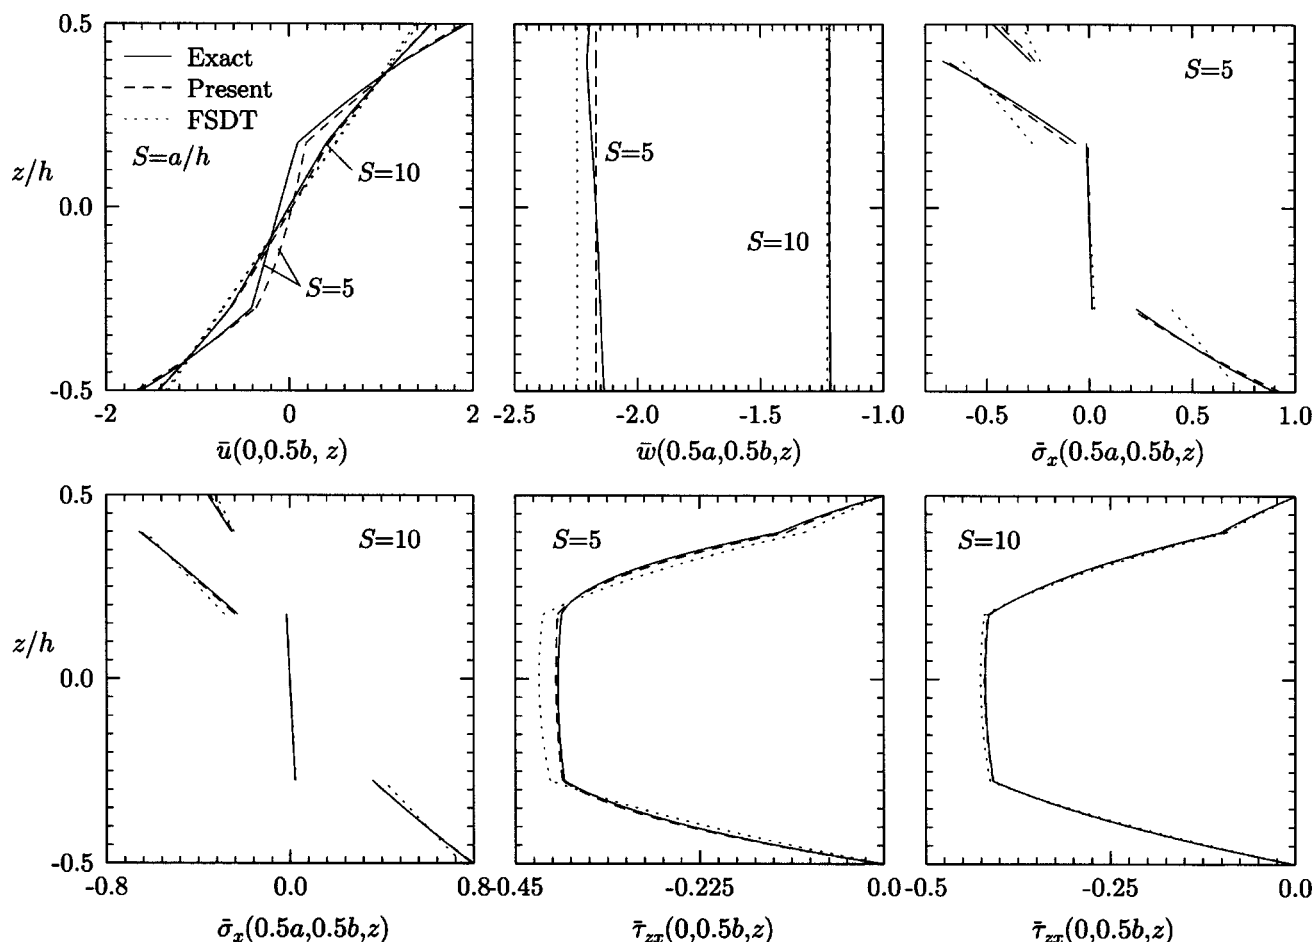 0.5
Exact
Present
FSDT
S=a/h
S=10
z/h
0.0
S=5
-0.5
-2
0
2
ū(0,0.5b, z)
S=5
S=10
-2.5
-2.0
-1.5
-1.0
w̄(0.5a,0.5b,z)
S=5
-0.5
0.0
0.5
1.0
σ̄x(0.5a,0.5b,z)
0.5
S=10
z/h
0.0
-0.5
-0.8
0.0
0.8
σ̄x(0.5a,0.5b,z)
S=5
-0.45
-0.225
0.0
τ̄zx(0,0.5b,z)
S=10
-0.5
-0.25
0.0
τ̄zx(0,0.5b,z)